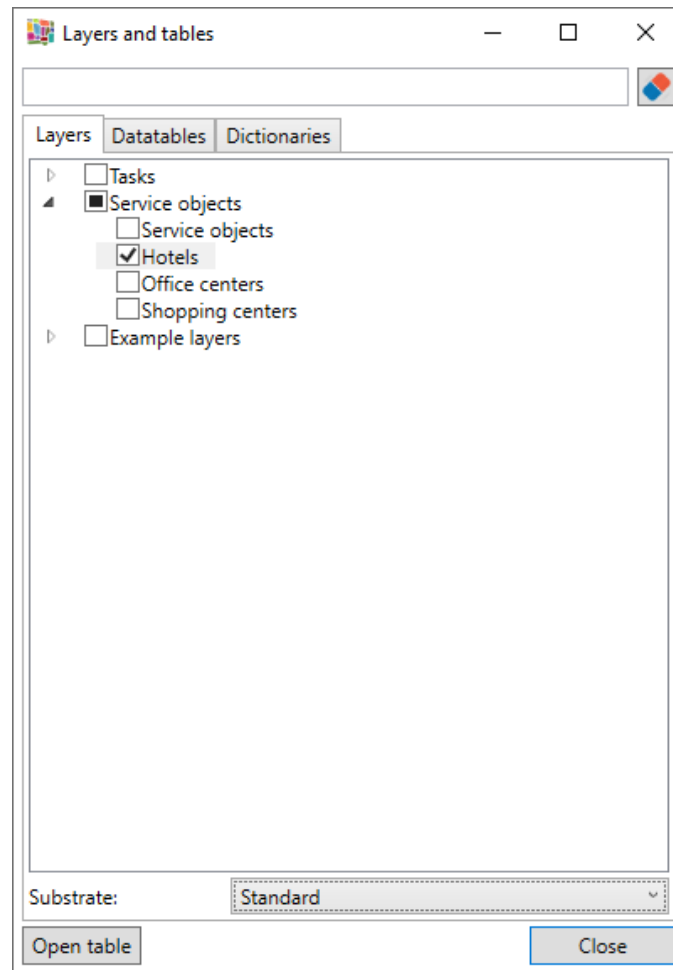 Layers and tables
Layers Datatables Dictionaries
Tasks
Service objects
Service objects
Hotels
Office centers
Shopping centers
Example layers
Substrate: Standard
Open table Close